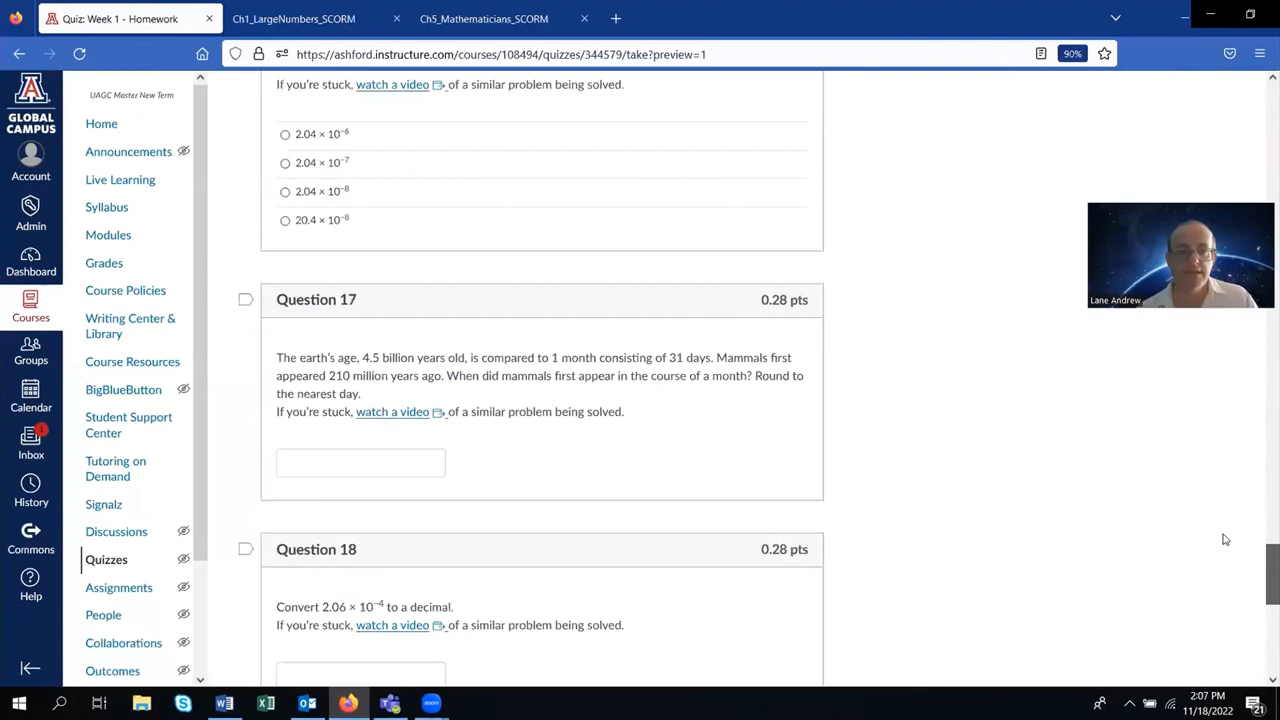 Quiz: Week 1 - Homework
Ch1_LargeNumbers_SCORM
Ch5_Mathematicians_SCORM
https://ashford.instructure.com/courses/108494/quizzes/344579/take?preview=1
90%
GLOBAL
CAMPUS
Account
Admin
Dashboard
Courses
Groups
Calendar
1
Inbox
History
Commons
Help
UAGC Master New Term
Home
Announcements
Live Learning
Syllabus
Modules
Grades
Course Policies
Writing Center &
Library
Course Resources
BigBlueButton
Student Support
Center
Tutoring on
Demand
Signalz
Discussions
Quizzes
Assignments
People
Collaborations
Outcomes
If you're stuck, watch a video of a similar problem being solved.
2.04 × 10⁻⁶
2.04 × 10⁻⁷
2.04 × 10⁻⁸
20.4 × 10⁻⁸
Question 17 0.28 pts
The earth's age, 4.5 billion years old, is compared to 1 month consisting of 31 days. Mammals first
appeared 210 million years ago. When did mammals first appear in the course of a month? Round to
the nearest day.
If you're stuck, watch a video of a similar problem being solved.
Question 18 0.28 pts
Convert 2.06 × 10⁻⁴ to a decimal.
If you're stuck, watch a video of a similar problem being solved.
Lane Andrew
2:07 PM
11/18/2022
21